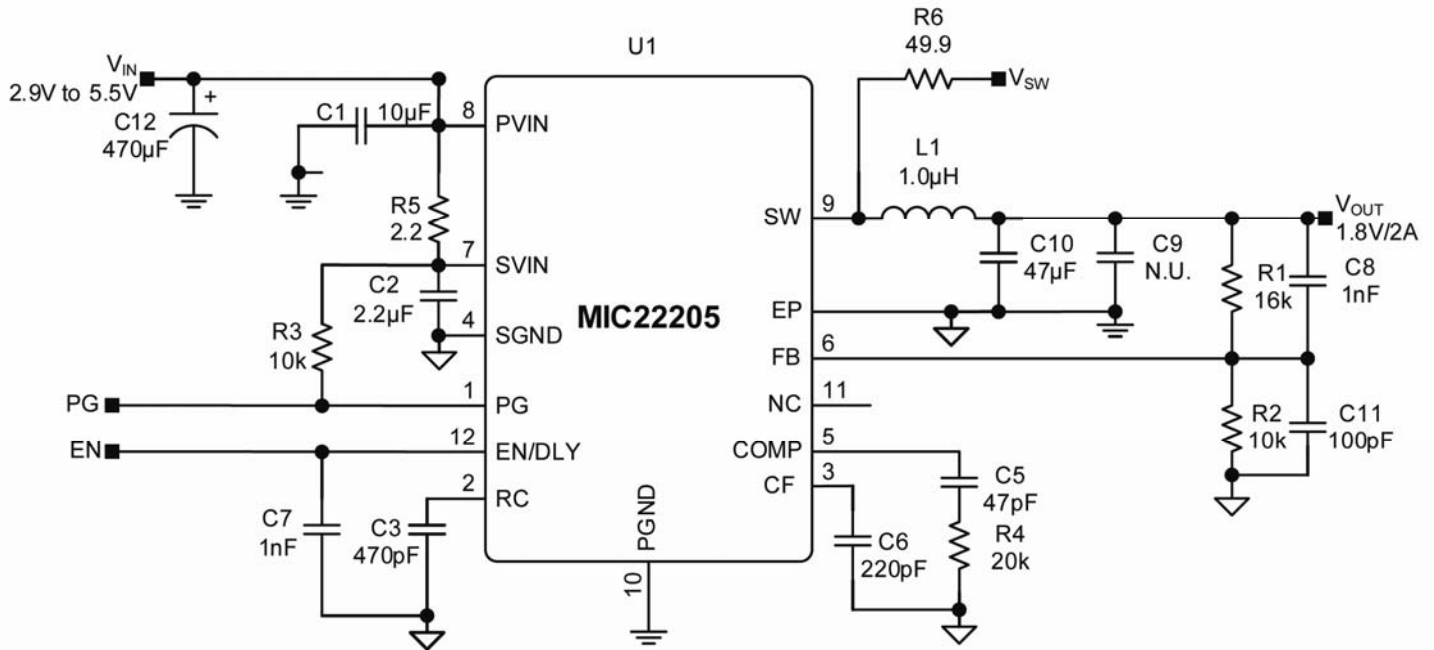 R6
49.9
U1
V_IN
2.9V to 5.5V
V_SW
C12
470µF
+
C1
10µF
8
PVIN
L1
1.0µH
R5
2.2
SW
9
V_OUT
1.8V/2A
7
SVIN
C2
2.2µF
C10
47µF
C9
N.U.
R1
16k
C8
1nF
MIC22205
EP
R3
10k
4
SGND
FB
6
PG
1
PG
NC
11
R2
10k
C11
100pF
EN
12
EN/DLY
COMP
5
2
RC
CF
3
C5
47pF
C7
1nF
C3
470pF
PGND
10
C6
220pF
R4
20k